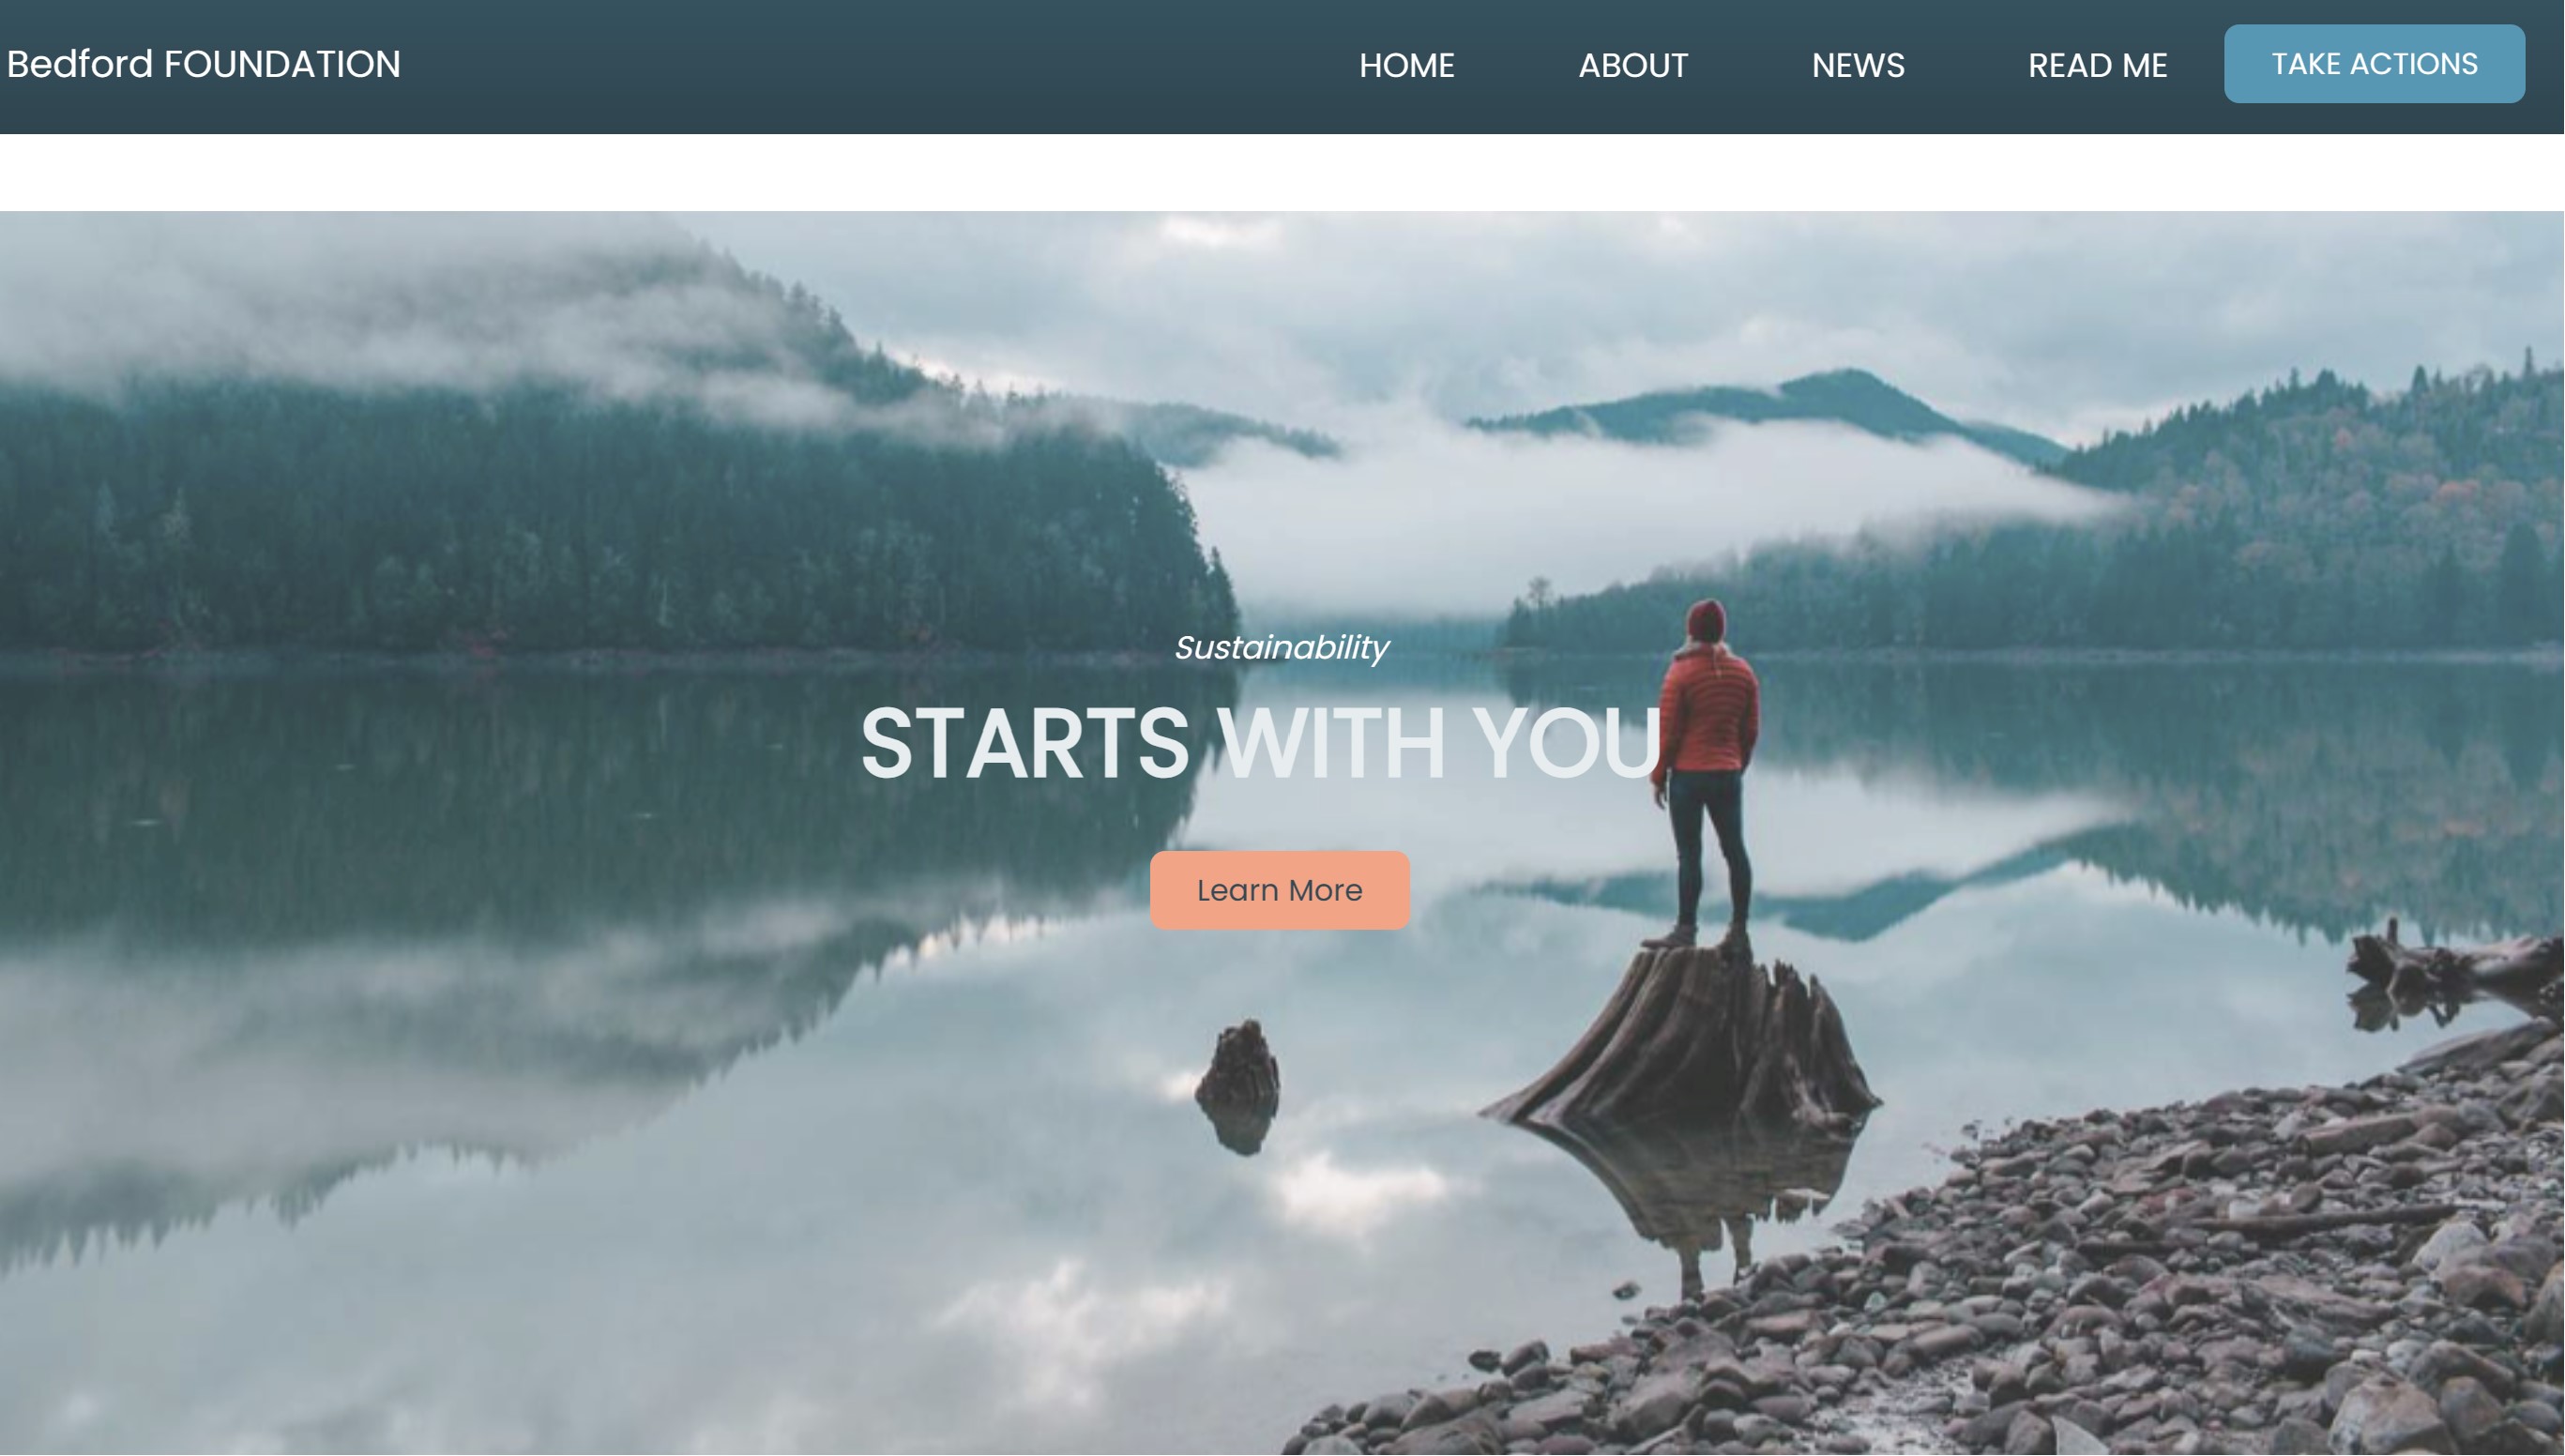 Bedford FOUNDATION
HOME ABOUT NEWS READ ME TAKE ACTIONS
Sustainability
STARTS WITH YOU
Learn More